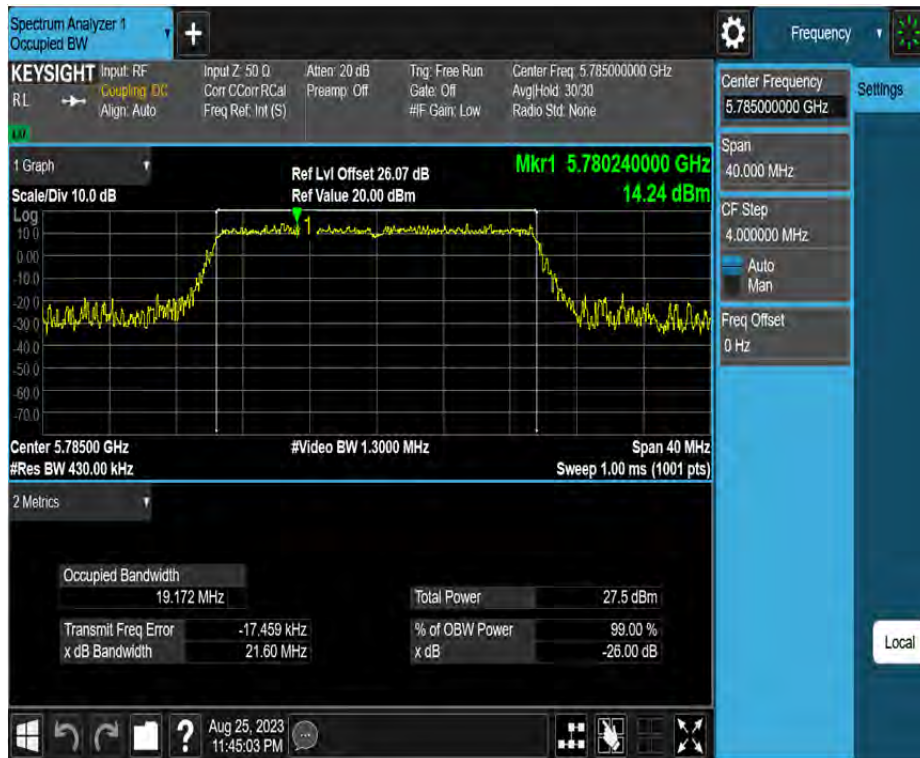 Spectrum Analyzer 1
Occupied BW
+
Frequency
KEYSIGHT
RL
Input: RF
Coupling: DC
Align: Auto
Input Z: 50 Ω
Corr CCorr RCal
Freq Ref: Int (S)
Atten: 20 dB
Preamp: Off
Trig: Free Run
Gate: Off
#IF Gain: Low
Center Freq: 5.785000000 GHz
Avg|Hold: 30/30
Radio Std: None
Center Frequency
5.785000000 GHz
Settings
Span
40.000 MHz
CF Step
4.000000 MHz
Auto
Man
Freq Offset
0 Hz
1 Graph
Scale/Div 10.0 dB
Ref Lvl Offset 26.07 dB
Ref Value 20.00 dBm
Mkr1 5.780240000 GHz
14.24 dBm
Log
10.0
0.00
-10.0
-20.0
-30.0
-40.0
-50.0
-60.0
-70.0
1
Center 5.78500 GHz
#Res BW 430.00 kHz
#Video BW 1.3000 MHz
Span 40 MHz
Sweep 1.00 ms (1001 pts)
2 Metrics
Occupied Bandwidth
19.172 MHz
Total Power 27.5 dBm
Transmit Freq Error -17.459 kHz
% of OBW Power 99.00 %
x dB Bandwidth 21.60 MHz
x dB -26.00 dB
Local
?
Aug 25, 2023
11:45:03 PM